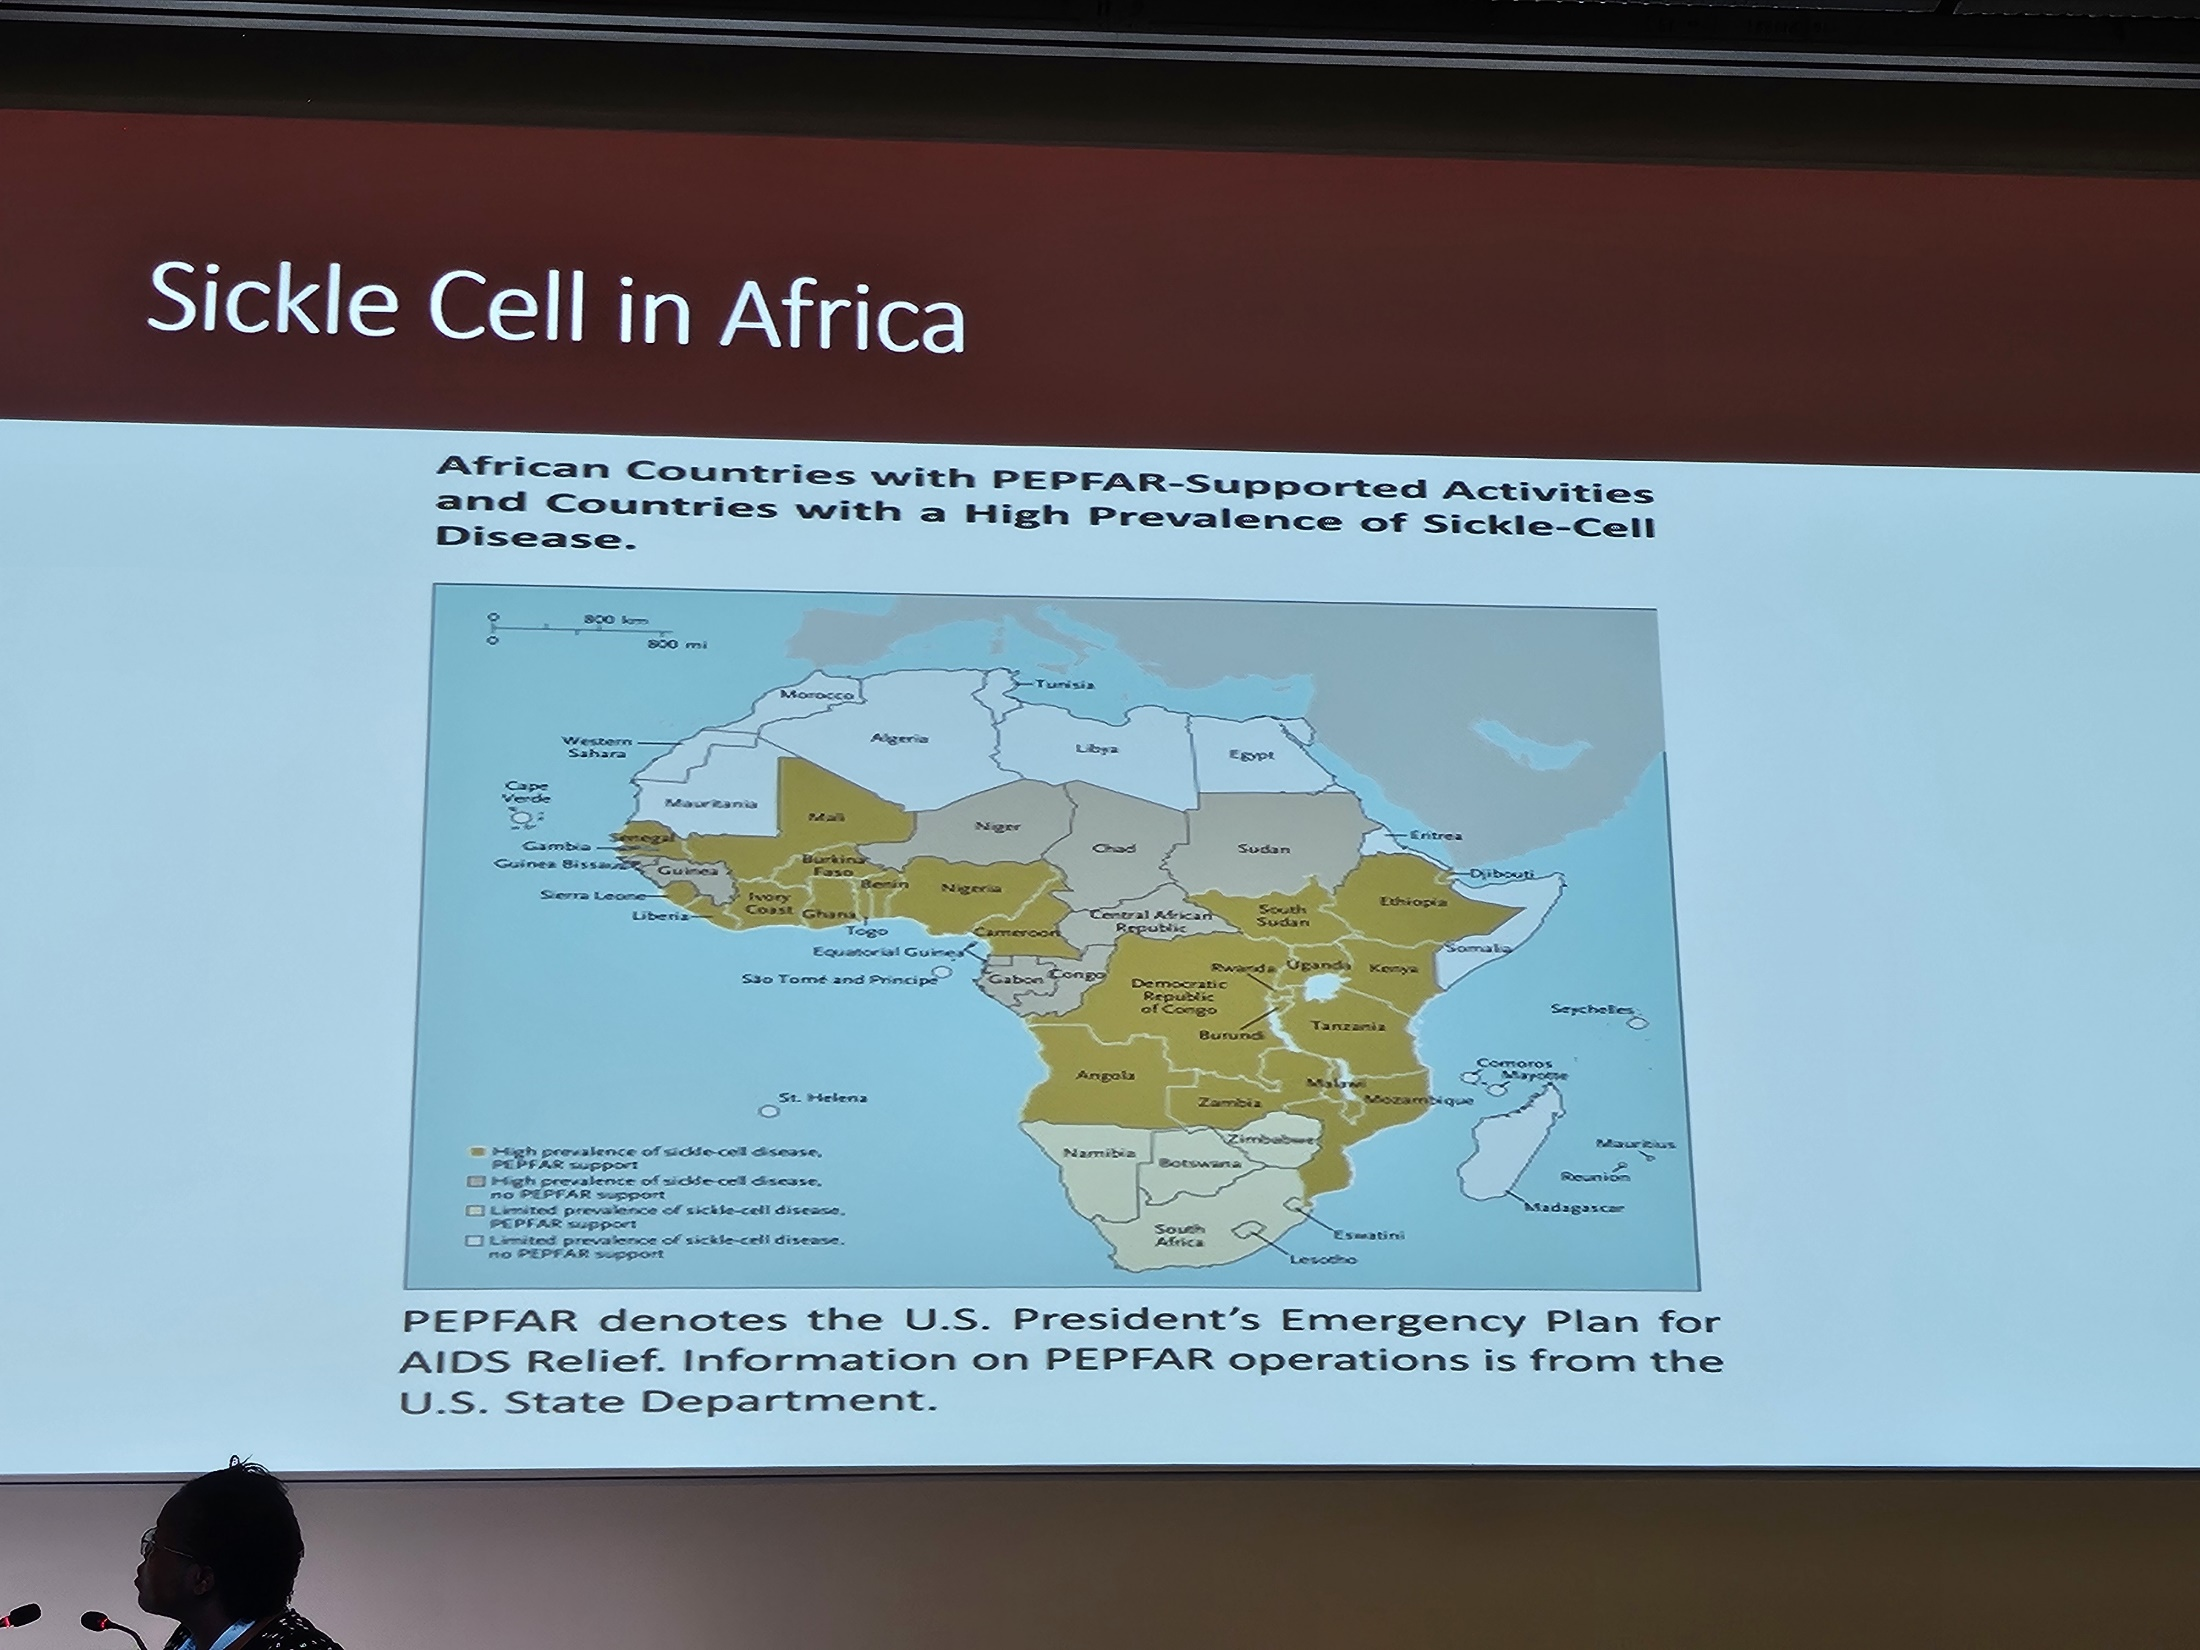 Sickle Cell in Africa
African Countries with PEPFAR-Supported Activities
and Countries with a High Prevalence of Sickle-Cell
Disease.
0
800 km
0
800 mi
Tunisia
Morocco
Algeria
Libya
Egypt
Western
Sahara
Cape
Verde
Mauritania
Mali
Niger
Chad
Sudan
Eritrea
Senegal
Gambia
Guinea Bissau
Guinea
Burkina
Faso
Benin
Nigeria
Djibouti
Sierra Leone
Liberia
Ivory
Coast
Ghana
Togo
Cameroon
Central African
Republic
South
Sudan
Ethiopia
Somalia
Equatorial Guinea
São Tomé and Principe
Gabon
Congo
Democratic
Republic
of Congo
Rwanda
Uganda
Kenya
Burundi
Tanzania
Seychelles
Comoros
Mayotte
Angola
Zambia
Malawi
Mozambique
St. Helena
Namibia
Botswana
Zimbabwe
Mauritius
Reunion
Madagascar
South
Africa
Eswatini
Lesotho
High prevalence of sickle-cell disease,
PEPFAR support
High prevalence of sickle-cell disease,
no PEPFAR support
Limited prevalence of sickle-cell disease,
PEPFAR support
Limited prevalence of sickle-cell disease,
no PEPFAR support
PEPFAR denotes the U.S. President's Emergency Plan for
AIDS Relief. Information on PEPFAR operations is from the
U.S. State Department.